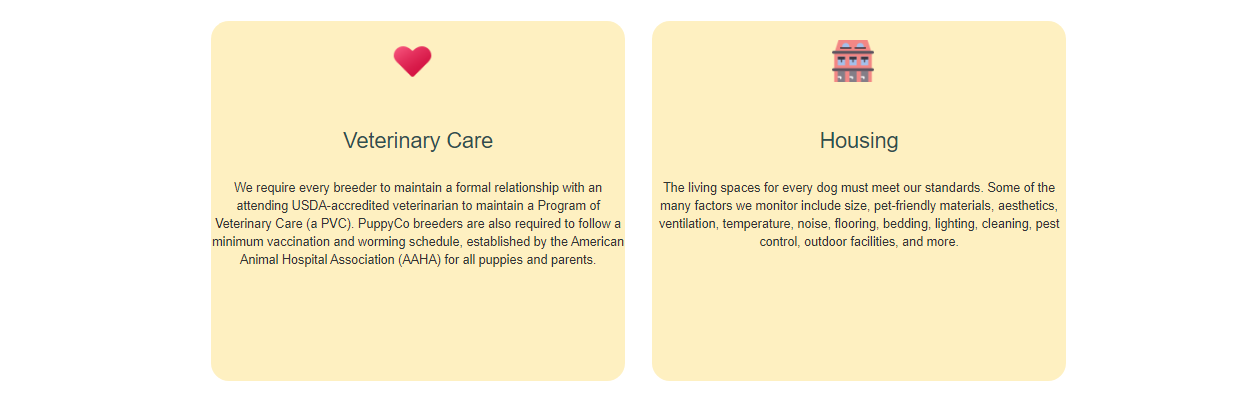 Veterinary Care
We require every breeder to maintain a formal relationship with an
attending USDA-accredited veterinarian to maintain a Program of
Veterinary Care (a PVC). PuppyCo breeders are also required to follow a
minimum vaccination and worming schedule, established by the American
Animal Hospital Association (AAHA) for all puppies and parents.
Housing
The living spaces for every dog must meet our standards. Some of the
many factors we monitor include size, pet-friendly materials, aesthetics,
ventilation, temperature, noise, flooring, bedding, lighting, cleaning, pest
control, outdoor facilities, and more.